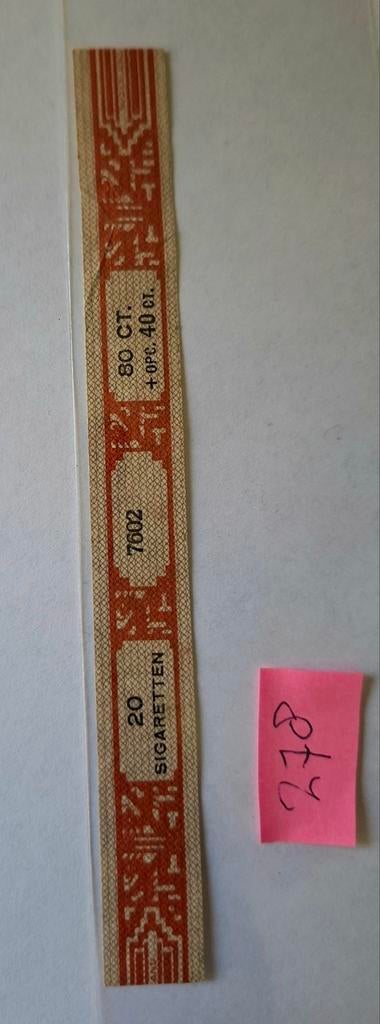 20
SIGARETTEN
7602
80 CT.
+ OPC. 40 CT.
278